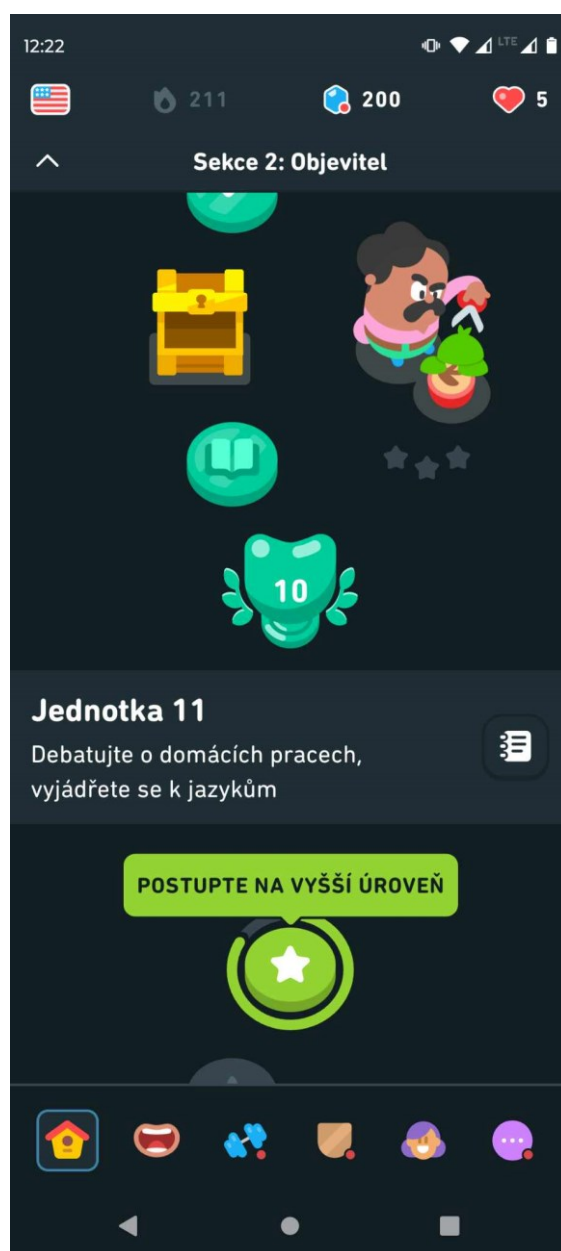 12:22
LTE
211
200
5
Sekce 2: Objevitel
10
Jednotka 11
Debatujte o domácích pracech,
vyjádřete se k jazykům
POSTUPTE NA VYŠŠÍ ÚROVEŇ